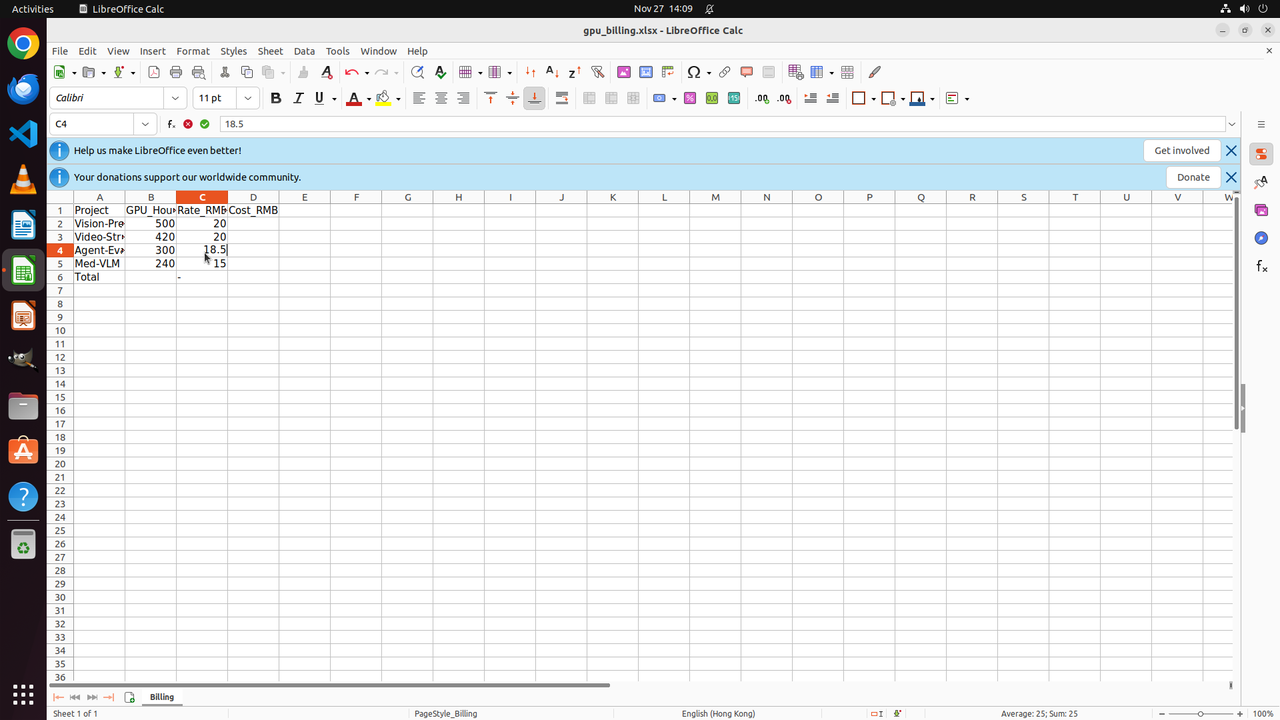 Activities
LibreOffice Calc
Nov 27 14:09
gpu_billing.xlsx - LibreOffice Calc
File Edit View Insert Format Styles Sheet Data Tools Window Help
Calibri 11 pt
C4 18.5
Help us make LibreOffice even better! Get involved
Your donations support our worldwide community. Donate
A B C D E F G H I J K L M N O P Q R S T U V W
1 Project GPU_Hou Rate_RMB Cost_RMB
2 Vision-Pre 500 20
3 Video-Str 420 20
4 Agent-Eva 300 18.5
5 Med-VLM 240 15
6 Total -
7
8
9
10
11
12
13
14
15
16
17
18
19
20
21
22
23
24
25
26
27
28
29
30
31
32
33
34
35
36
Billing
Sheet 1 of 1 PageStyle_Billing English (Hong Kong) Average: 25; Sum: 25 100%